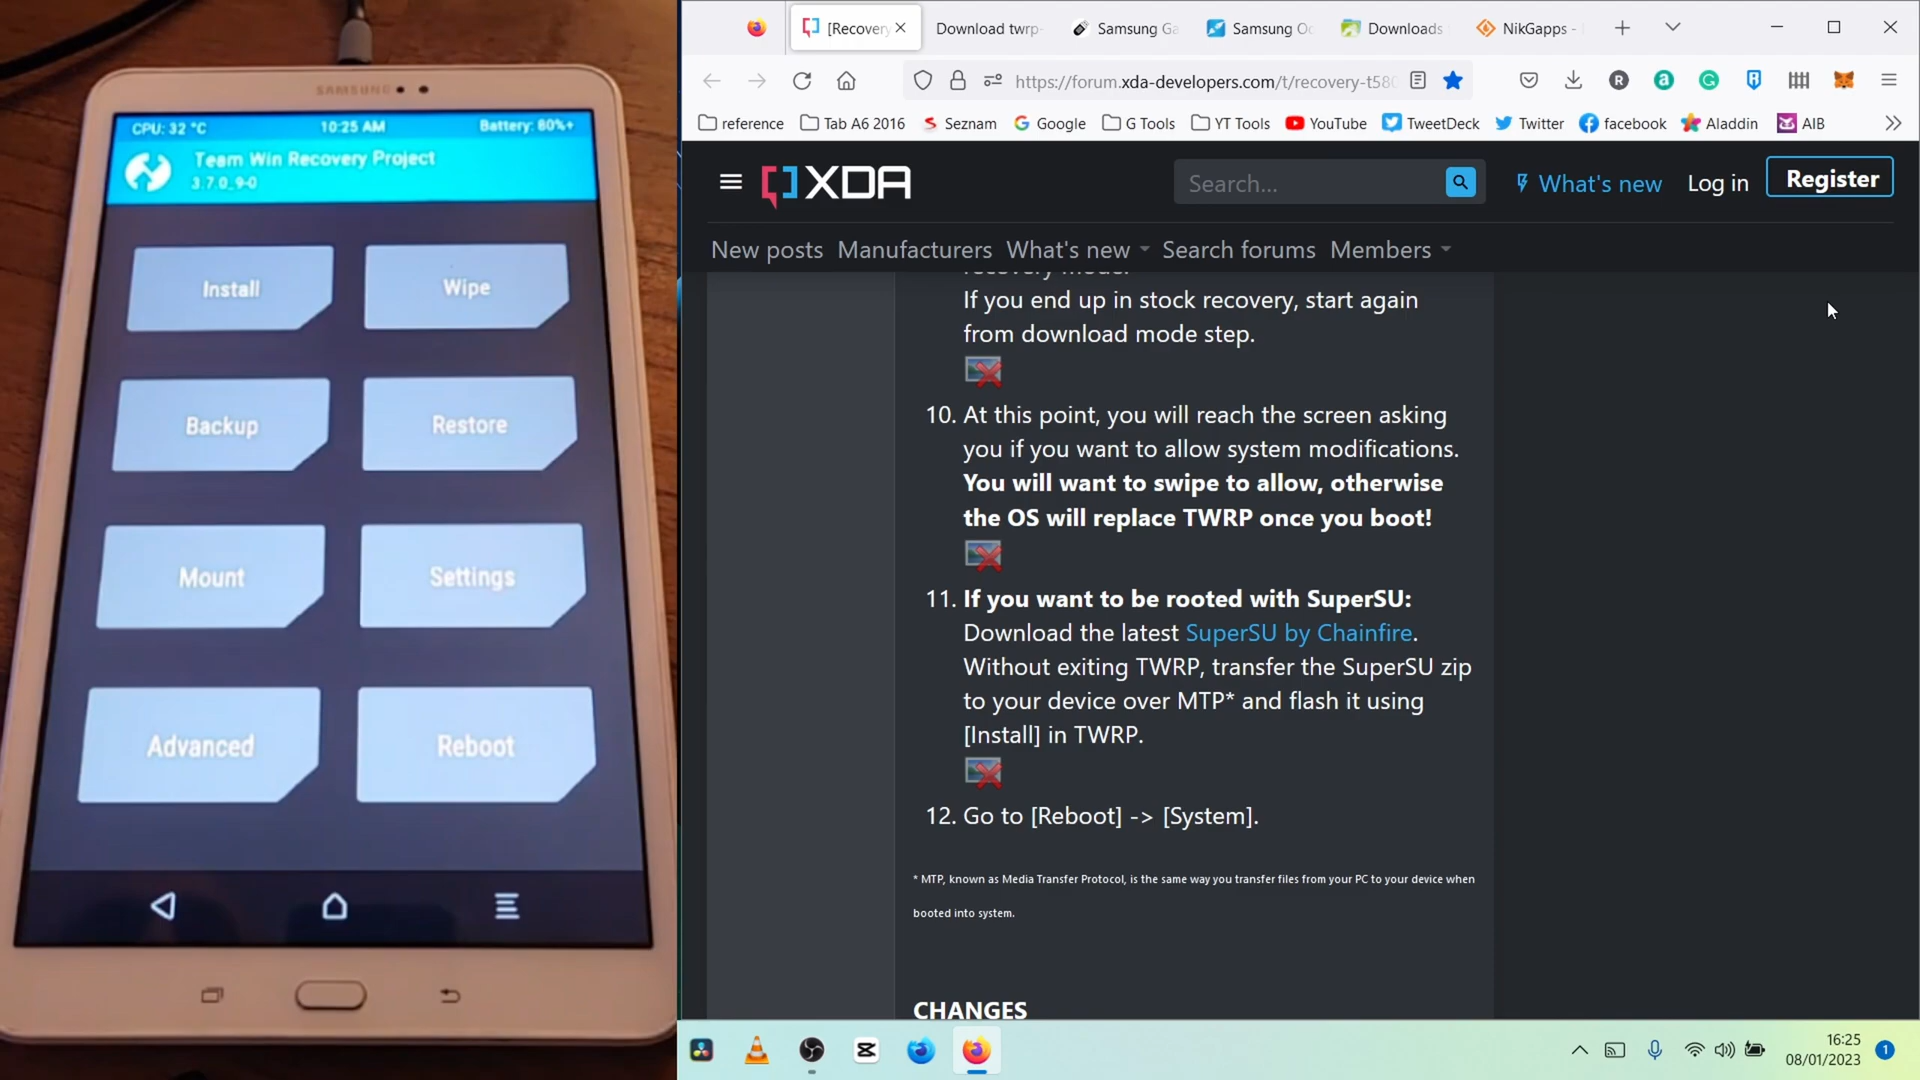 SAMSUNG
CPU: 32 °C
10:25 AM
Battery: 80%+
Team Win Recovery Project
3.7.0_9-0
Install
Wipe
Backup
Restore
Mount
Settings
Advanced
Reboot
[Recovery
Download twrp-
Samsung Ga
Samsung Od
Downloads
NikGapps -
https://forum.xda-developers.com/t/recovery-t580
R
a
G
reference
Tab A6 2016
Seznam
Google
G Tools
YT Tools
YouTube
TweetDeck
Twitter
facebook
Aladdin
AIB
XDA
Search...
What's new
Log in
Register
New posts
Manufacturers
What's new
Search forums
Members
recovery mode.
If you end up in stock recovery, start again
from download mode step.
10. At this point, you will reach the screen asking
you if you want to allow system modifications.
You will want to swipe to allow, otherwise
the OS will replace TWRP once you boot!
11. If you want to be rooted with SuperSU:
Download the latest SuperSU by Chainfire.
Without exiting TWRP, transfer the SuperSU zip
to your device over MTP* and flash it using
[Install] in TWRP.
12. Go to [Reboot] -> [System].
* MTP, known as Media Transfer Protocol, is the same way you transfer files from your PC to your device when
booted into system.
CHANGES
16:25
08/01/2023
1